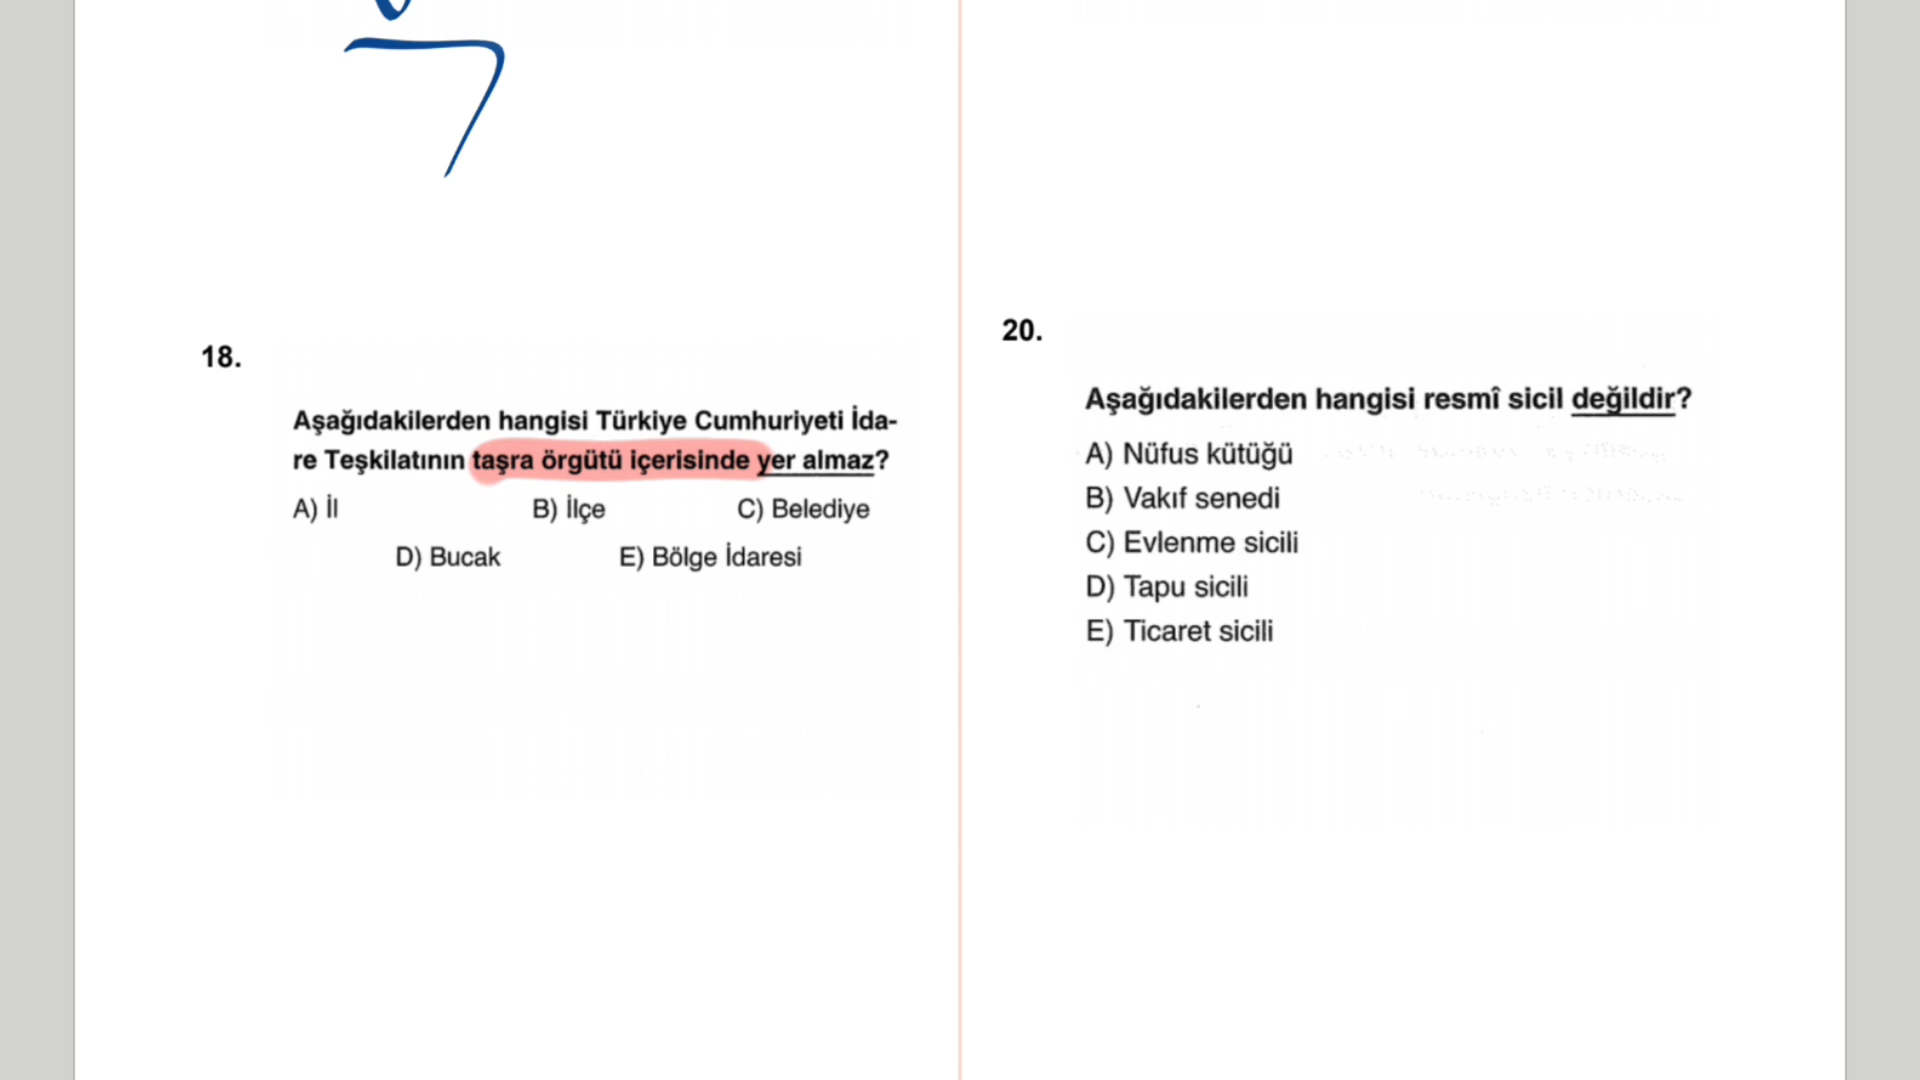 7
18.
Aşağıdakilerden hangisi Türkiye Cumhuriyeti İda-
re Teşkilatının taşra örgütü içerisinde yer almaz?
A) İl B) İlçe C) Belediye
D) Bucak E) Bölge İdaresi
20.
Aşağıdakilerden hangisi resmî sicil değildir?
A) Nüfus kütüğü
B) Vakıf senedi
C) Evlenme sicili
D) Tapu sicili
E) Ticaret sicili